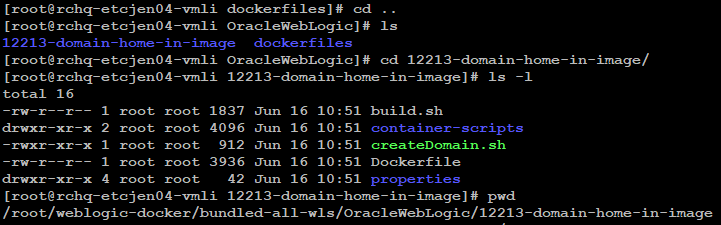 [root@rchq-etcjen04-vmli dockerfiles]# cd ..
[root@rchq-etcjen04-vmli OracleWebLogic]# ls
12213-domain-home-in-image  dockerfiles
[root@rchq-etcjen04-vmli OracleWebLogic]# cd 12213-domain-home-in-image/
[root@rchq-etcjen04-vmli 12213-domain-home-in-image]# ls -l
total 16
-rw-r--r-- 1 root root 1837 Jun 16 10:51 build.sh
drwxr-xr-x 2 root root 4096 Jun 16 10:51 container-scripts
-rwxr-xr-x 1 root root  912 Jun 16 10:51 createDomain.sh
-rw-r--r-- 1 root root 3936 Jun 16 10:51 Dockerfile
drwxr-xr-x 4 root root   42 Jun 16 10:51 properties
[root@rchq-etcjen04-vmli 12213-domain-home-in-image]# pwd
/root/weblogic-docker/bundled-all-wls/OracleWebLogic/12213-domain-home-in-image